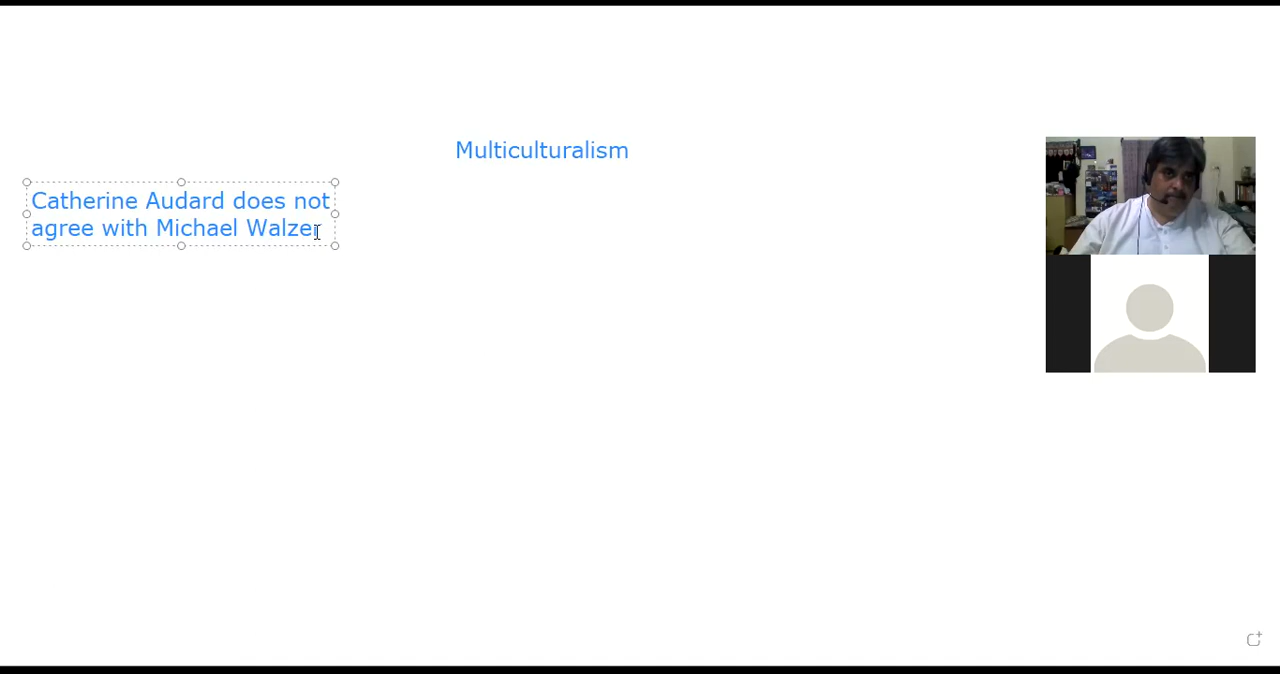 Multiculturalism
Catherine Audard does not
agree with Michael Walzer